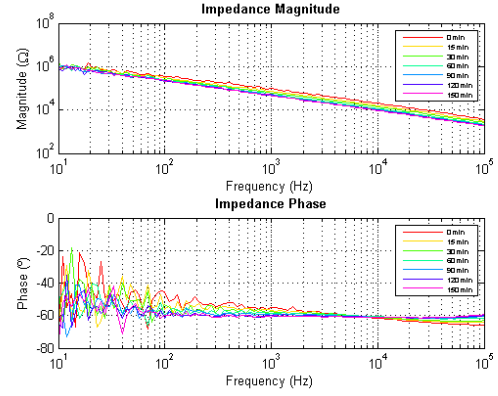 Impedance Magnitude
10^8
10^6
10^4
10^2
Magnitude (Ω)
0 min
15 min
30 min
60 min
90 min
120 min
150 min
10^1
10^2
10^3
10^4
10^5
Frequency (Hz)
Impedance Phase
0
-20
-40
-60
-80
Phase (º)
0 min
15 min
30 min
60 min
90 min
120 min
150 min
10^1
10^2
10^3
10^4
10^5
Frequency (Hz)